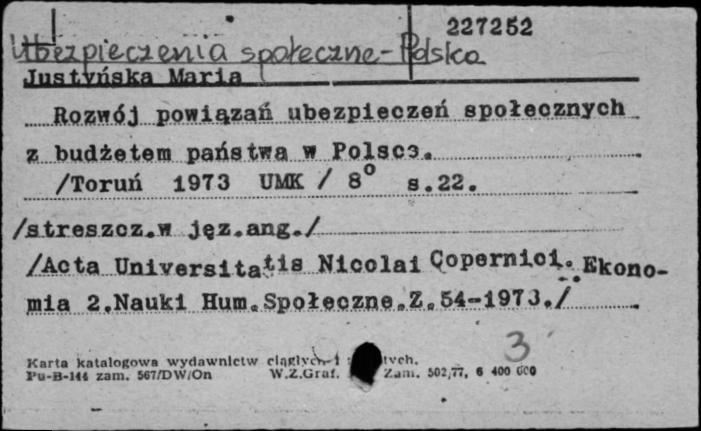 227252
Ubezpieczenia społeczne-Polska
Justyńska Maria
Rozwój powiązań ubezpieczeń społecznych
z budżetem państwa w Polsce.
/Toruń 1973 UMK / 8° s.22.
/streszcz.w jęz.ang./
/Acta Universitatis Nicolai Copernici. Ekono-
mia 2.Nauki Hum.Społeczne.Z.54-1973./
3
Karta katalogowa wydawnictw ciągłych i
Pu-B-144 zam. 567/DW/On W.Z.Graf. Zam. 502/77, 6 400 000